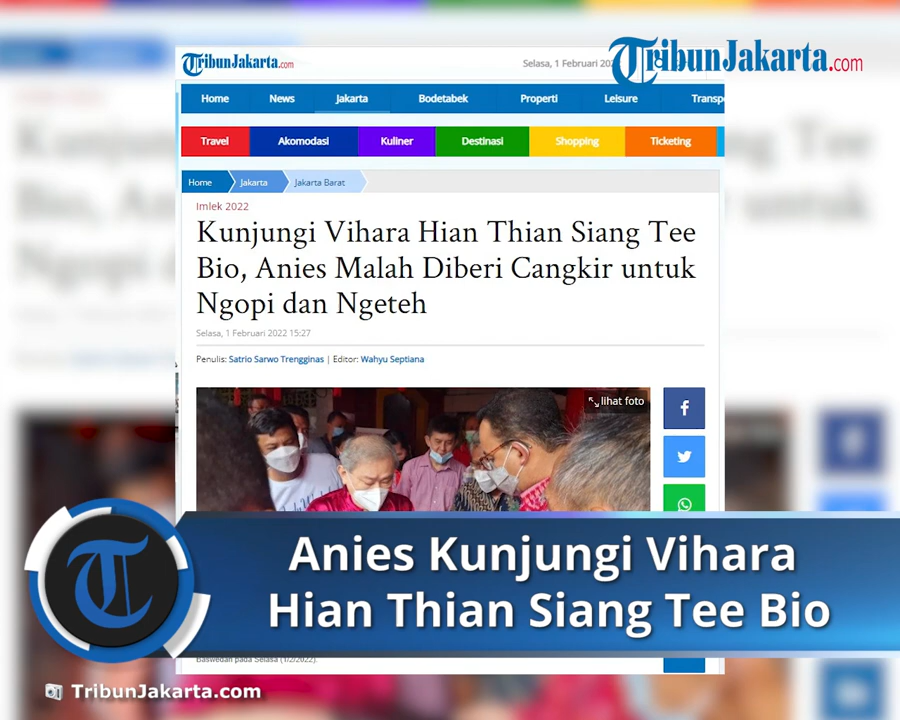 TribunJakarta.com
Selasa, 1 Februari 202
TribunJakarta.com
Home News Jakarta Bodetabek Properti Leisure Transpo
Travel Akomodasi Kuliner Destinasi Shopping Ticketing
Home Jakarta Jakarta Barat
Imlek 2022
Kunjungi Vihara Hian Thian Siang Tee
Bio, Anies Malah Diberi Cangkir untuk
Ngopi dan Ngeteh
Selasa, 1 Februari 2022 15:27
Penulis: Satrio Sarwo Trengginas | Editor: Wahyu Septiana
lihat foto
Anies Kunjungi Vihara
Hian Thian Siang Tee Bio
Baswedan pada Selasa (1/2/2022).
TribunJakarta.com